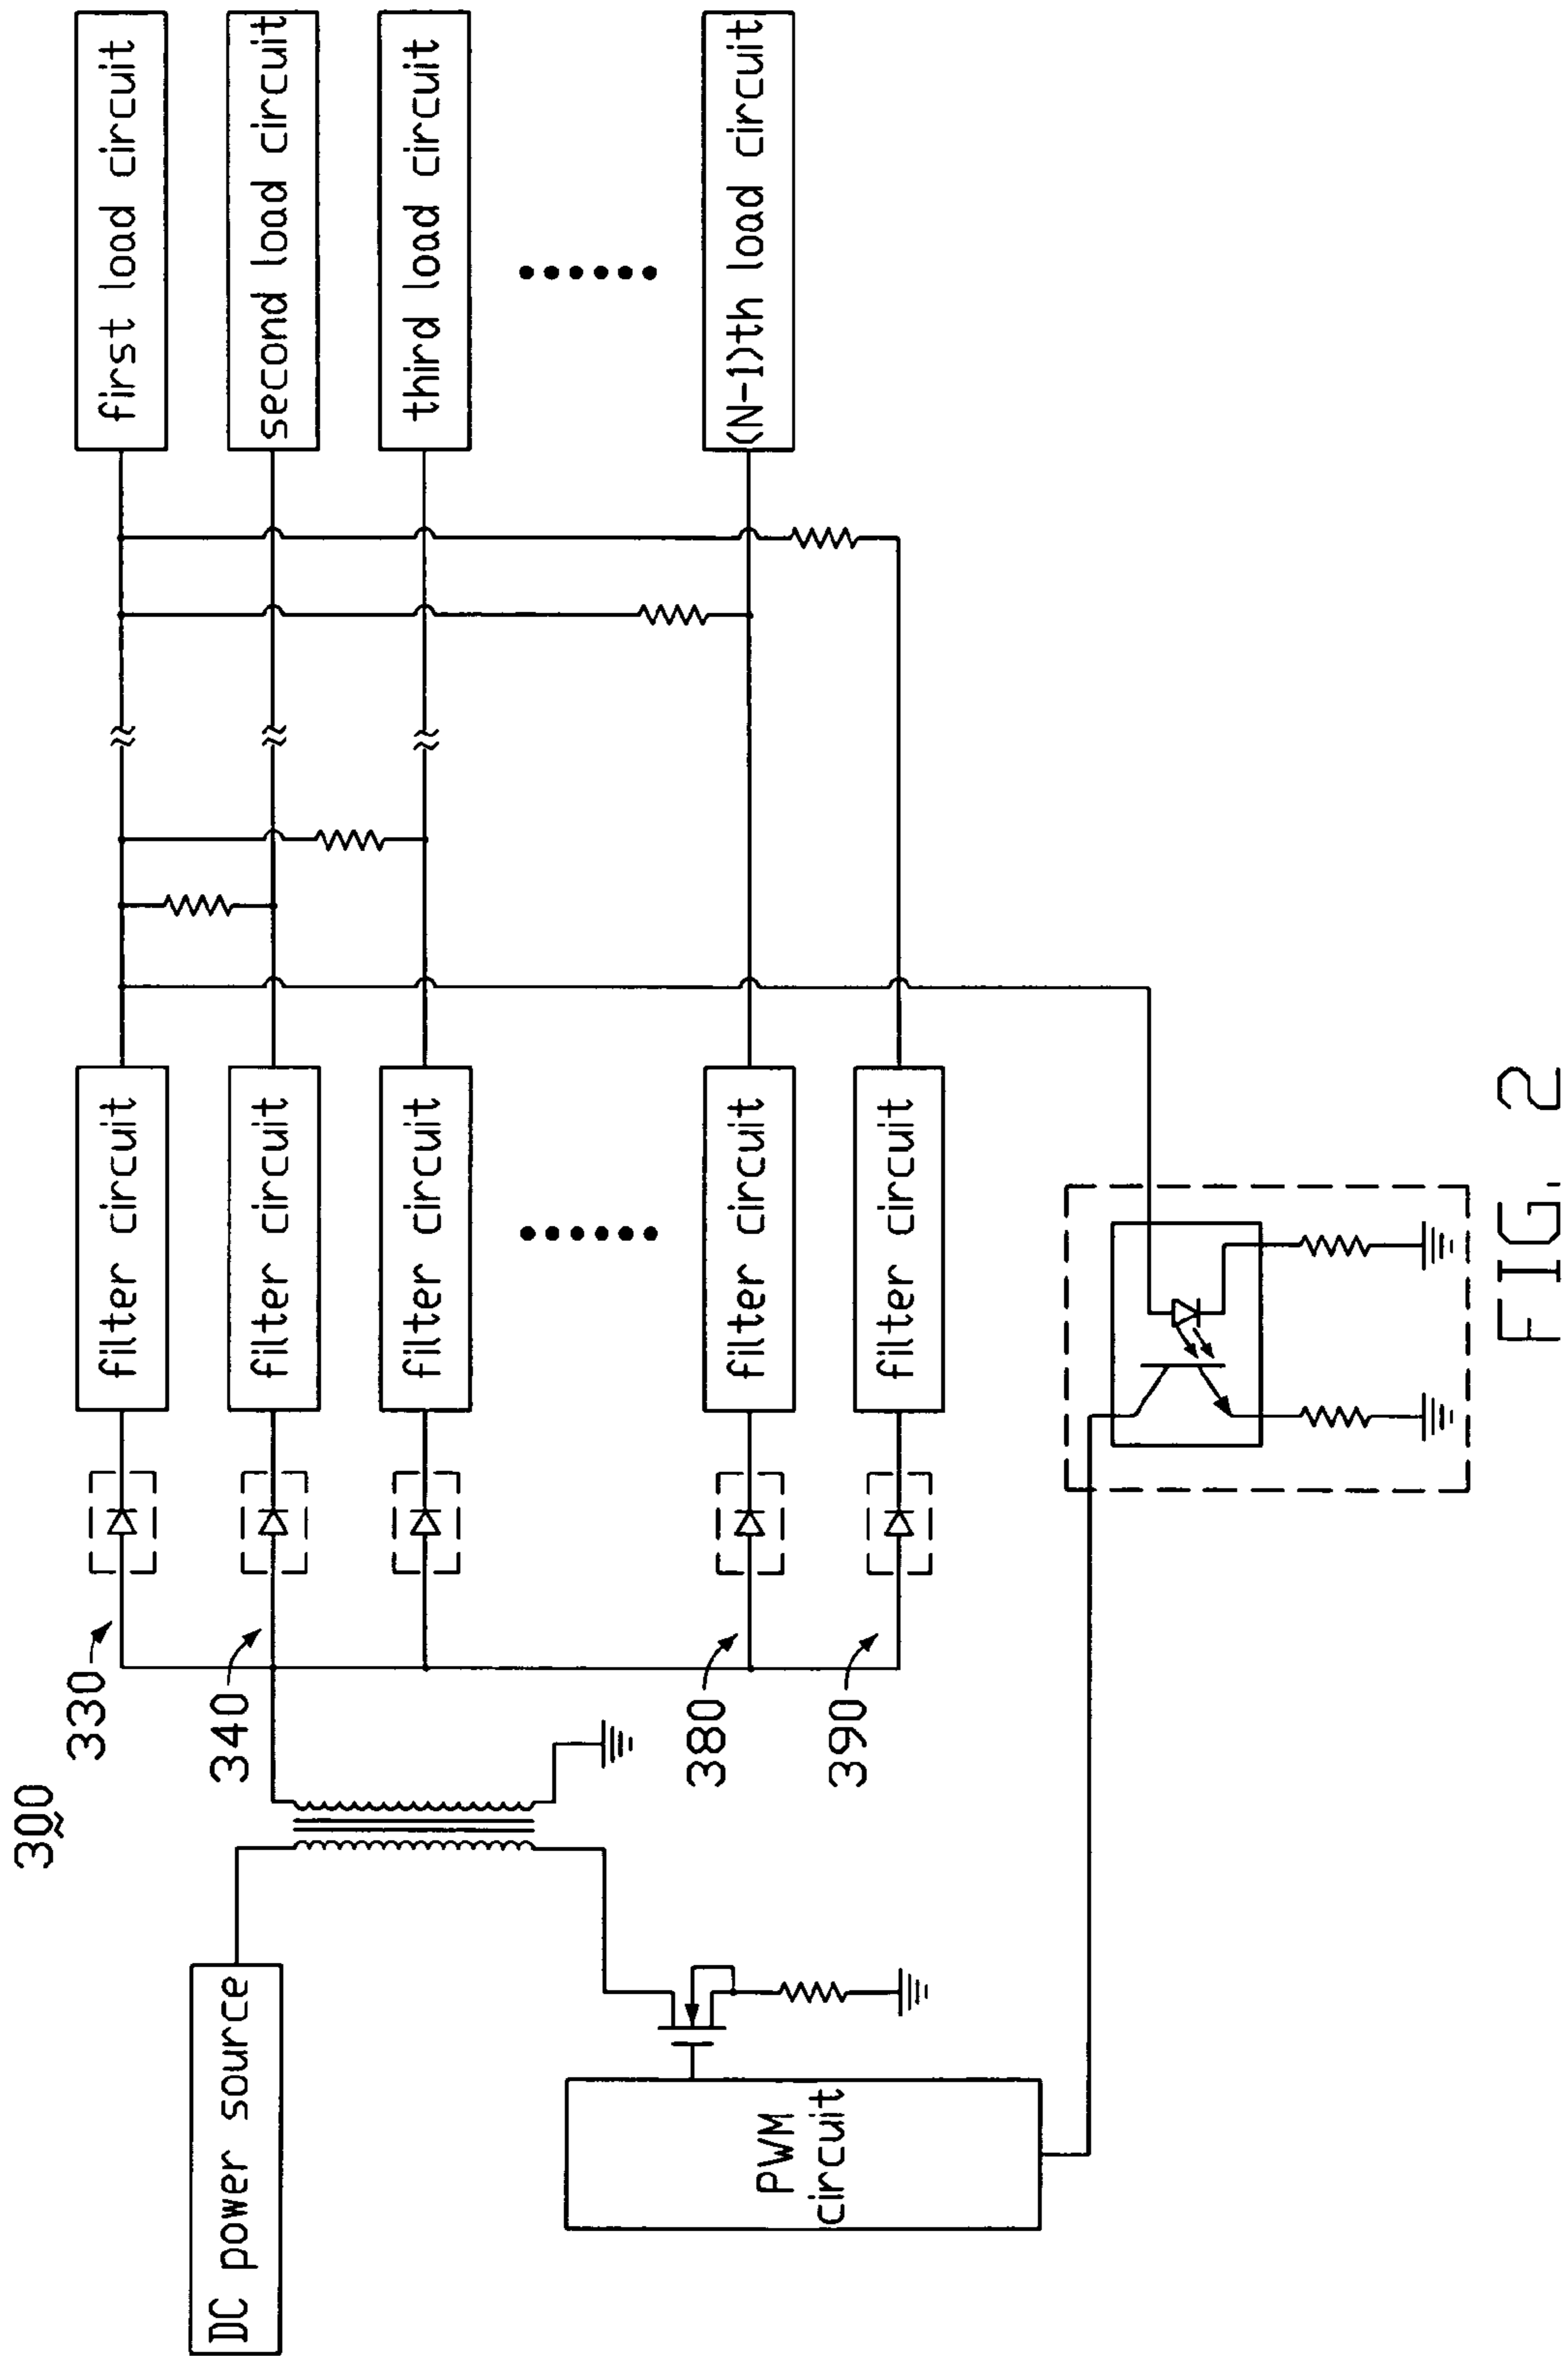 300
330
340
380
390
DC power source
PWM
circuit
filter circuit
filter circuit
filter circuit
filter circuit
filter circuit
first load circuit
second load circuit
third load circuit
(N-1)th load circuit
FIG. 2